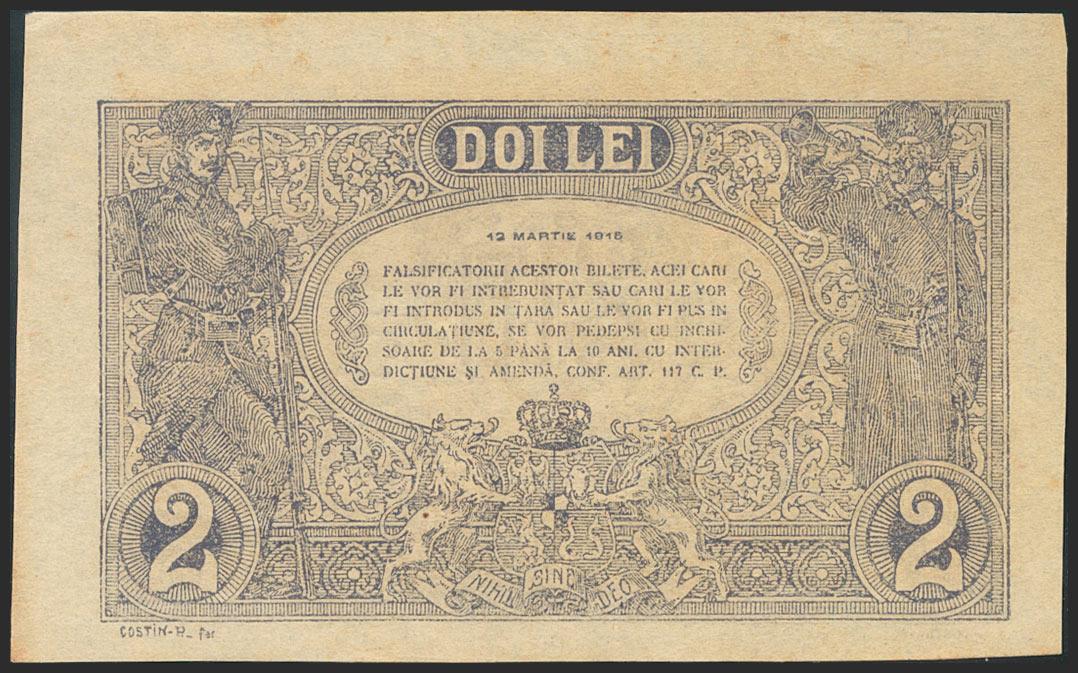 DOI LEI
12 MARTIE 1915
FALSIFICATORII ACESTOR BILETE, ACEI CARI
LE VOR FI INTREBUINȚAT SAU CARI LE VOR
FI INTRODUS IN ȚARA SAU LE VOR FI PUS IN
CIRCULAȚIUNE, SE VOR PEDEPSI CU INCHI-
SOARE DE LA 5 PÂNĂ LA 10 ANI, CU INTER-
DICȚIUNE ȘI AMENDĂ, CONF. ART. 117 C. P.
2
2
NIHIL SINE DEO
COSTIN-P_ fec